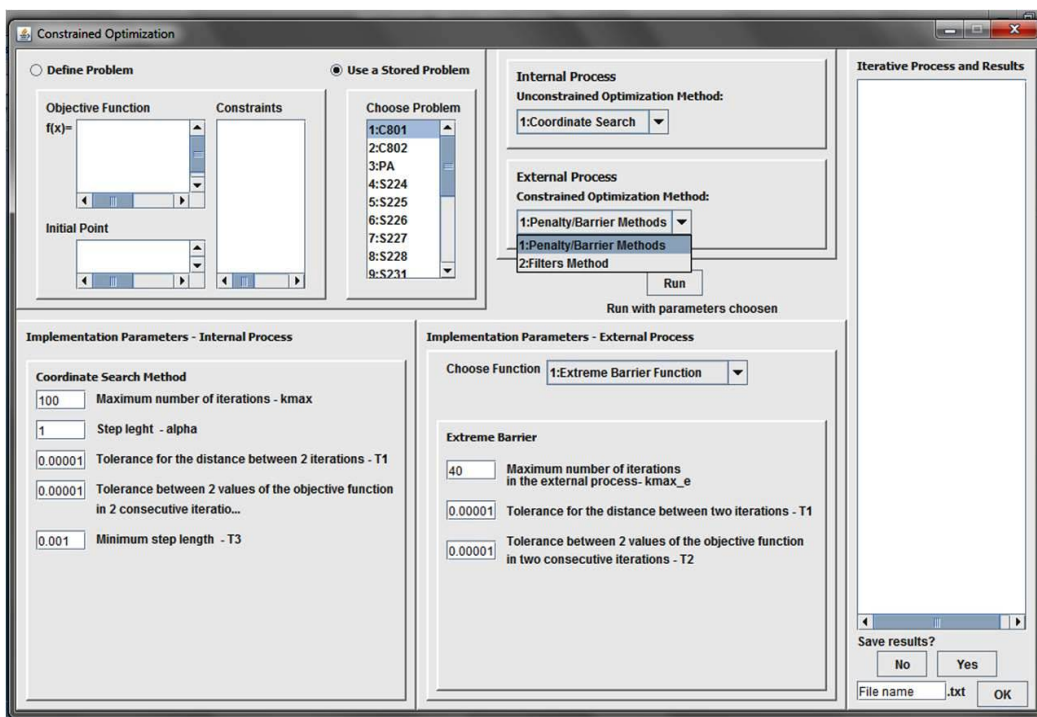 Constrained Optimization
Define Problem
Use a Stored Problem
Objective Function
f(x)=
Initial Point
Constraints
Choose Problem
1:C801
2:C802
3:PA
4:S224
5:S225
6:S226
7:S227
8:S228
9:S231
Internal Process
Unconstrained Optimization Method:
1:Coordinate Search
External Process
Constrained Optimization Method:
1:Penalty/Barrier Methods
1:Penalty/Barrier Methods
2:Filters Method
Run
Run with parameters choosen
Implementation Parameters - Internal Process
Coordinate Search Method
100 Maximum number of iterations - kmax
1 Step leght - alpha
0.00001 Tolerance for the distance between 2 iterations - T1
0.00001 Tolerance between 2 values of the objective function
in 2 consecutive iteratio...
0.001 Minimum step length - T3
Implementation Parameters - External Process
Choose Function 1:Extreme Barrier Function
Extreme Barrier
40 Maximum number of iterations
in the external process- kmax_e
0.00001 Tolerance for the distance between two iterations - T1
0.00001 Tolerance between 2 values of the objective function
in two consecutive iterations - T2
Iterative Process and Results
Save results?
No Yes
File name .txt OK